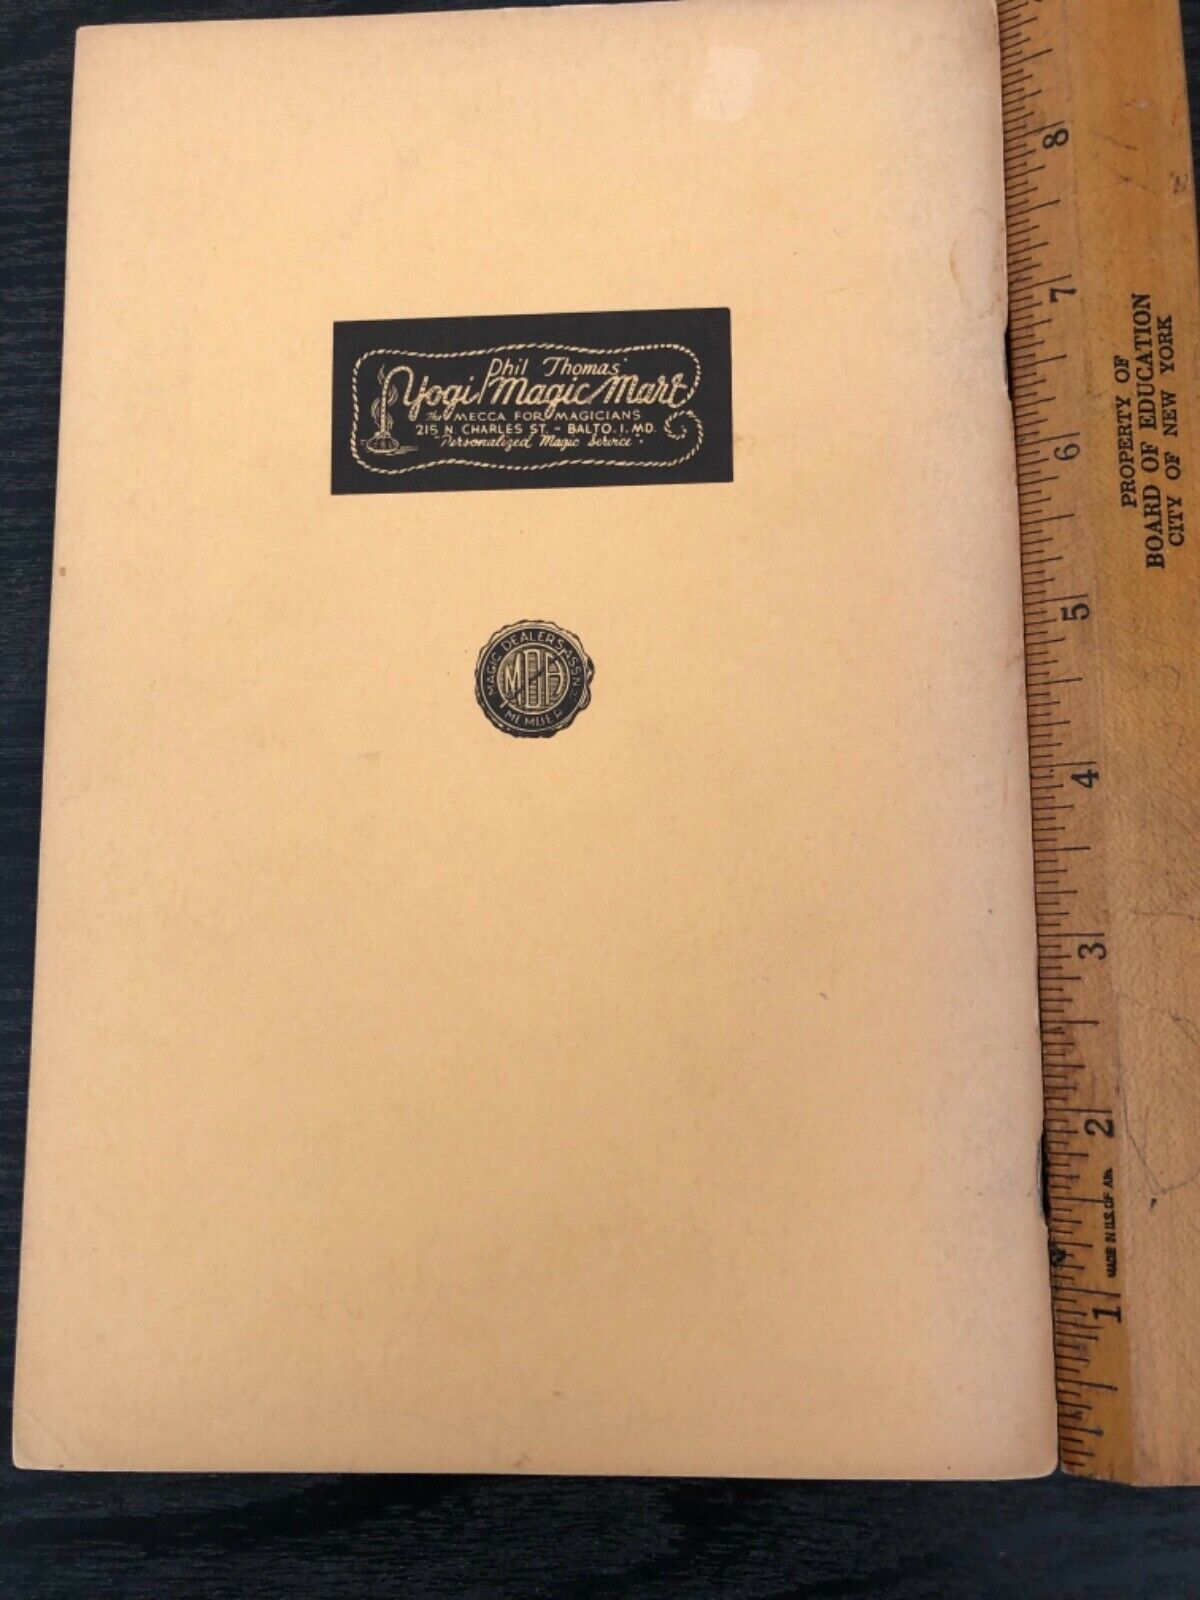 Phil Thomas'
Yogi Magic Mart
The MECCA FOR MAGICIANS
215 N. CHARLES ST. - BALTO. 1. MD.
"Personalized Magic Service"
MAGIC DEALERS ASSN.
MDA
MEMBER
8
7
6
5
4
3
2
1
PROPERTY OF
BOARD OF EDUCATION
CITY OF NEW YORK
MADE IN U.S. OF AM.